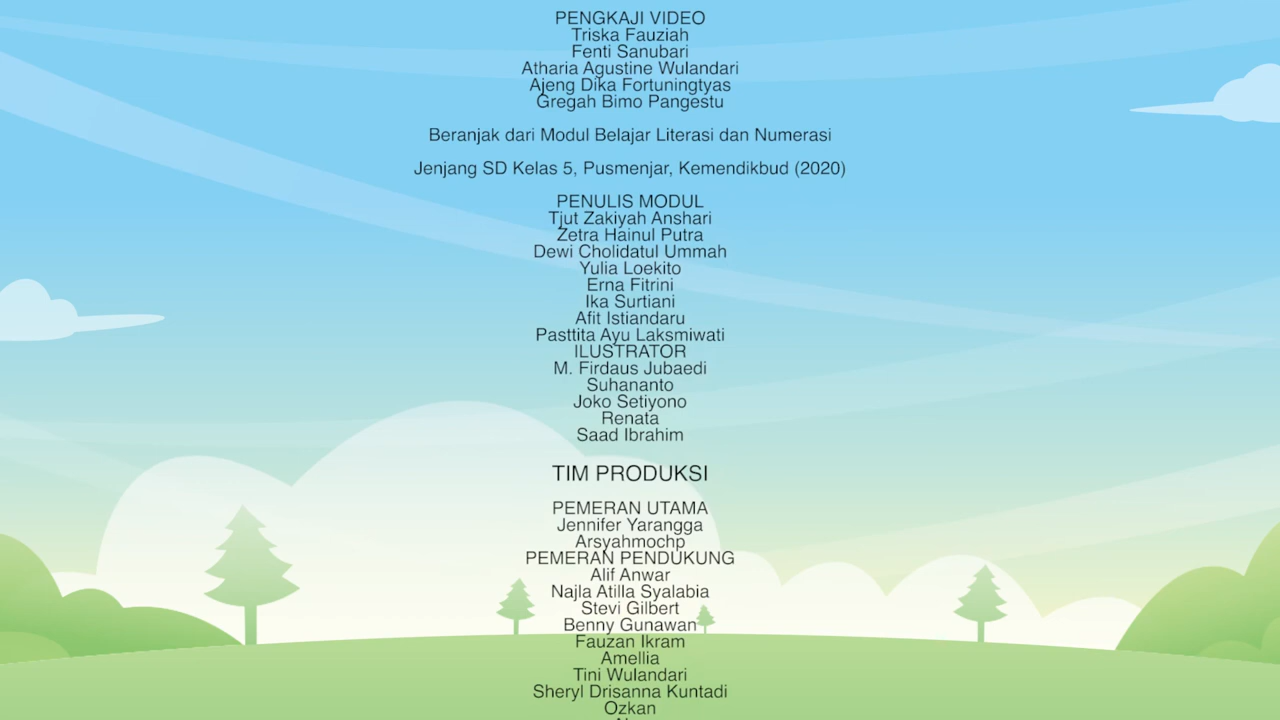 PENGKAJI VIDEO
Triska Fauziah
Fenti Sanubari
Atharia Agustine Wulandari
Ajeng Dika Fortuningtyas
Gregah Bimo Pangestu
Beranjak dari Modul Belajar Literasi dan Numerasi
Jenjang SD Kelas 5, Pusmenjar, Kemendikbud (2020)
PENULIS MODUL
Tjut Zakiyah Anshari
Zetra Hainul Putra
Dewi Cholidatul Ummah
Yulia Loekito
Erna Fitrini
Ika Surtiani
Afit Istiandaru
Pasttita Ayu Laksmiwati
ILUSTRATOR
M. Firdaus Jubaedi
Suhananto
Joko Setiyono
Renata
Saad Ibrahim
TIM PRODUKSI
PEMERAN UTAMA
Jennifer Yarangga
Arsyahmochp
PEMERAN PENDUKUNG
Alif Anwar
Najla Atilla Syalabia
Stevi Gilbert
Benny Gunawan
Fauzan Ikram
Amellia
Tini Wulandari
Sheryl Drisanna Kuntadi
Ozkan